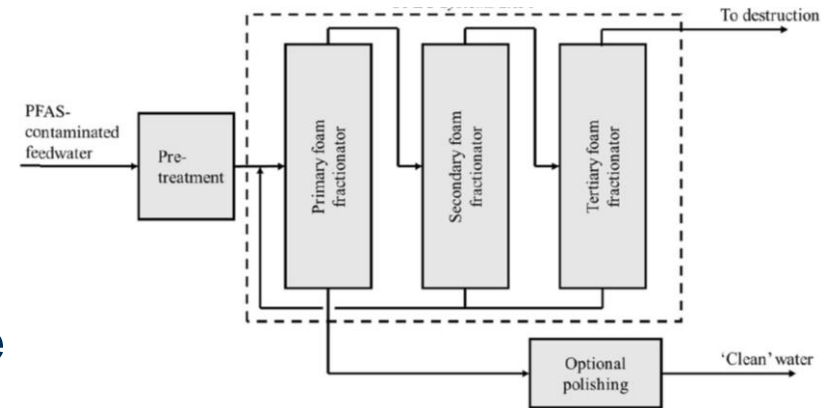 To destruction
PFAS-
contaminated
feedwater
Pre-
treatment
Primary foam
fractionator
Secondary foam
fractionator
Tertiary foam
fractionator
e
Optional
polishing
‘Clean’ water